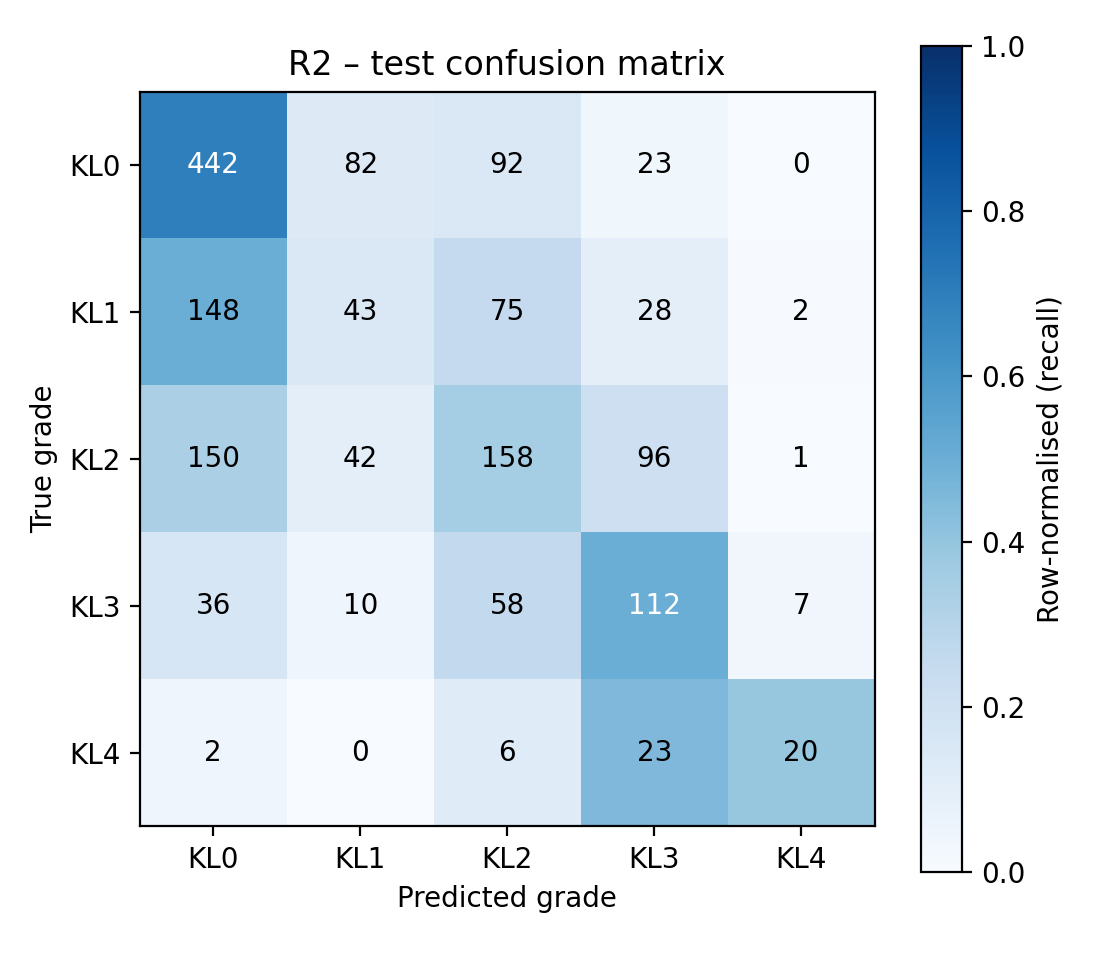 R2 – test confusion matrix
1.0
KL0 442 82 92 23 0
0.8
KL1 148 43 75 28 2
0.6
True grade
KL2 150 42 158 96 1
Row-normalised (recall)
0.4
KL3 36 10 58 112 7
0.2
KL4 2 0 6 23 20
0.0
KL0 KL1 KL2 KL3 KL4
Predicted grade